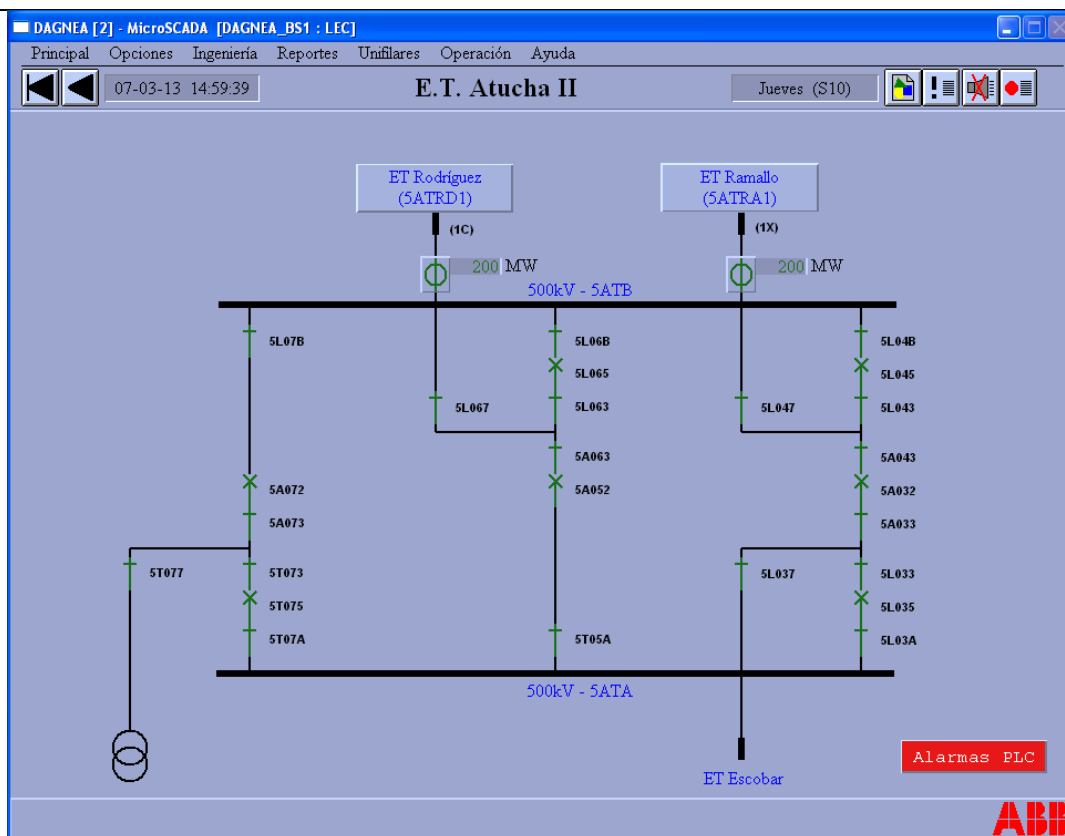 DAGNEA [2] - MicroSCADA [DAGNEA_BS1 : LEC]
Principal Opciones Ingeniería Reportes Unifilares Operación Ayuda
07-03-13 14:59:39
E.T. Atucha II
Jueves (S10)
ET Rodríguez
(5ATRD1)
ET Ramallo
(5ATRA1)
(1C)
(1X)
200 MW
200 MW
500kV - 5ATB
5L07B
5L06B
5L04B
5L065
5L045
5L067
5L063
5L047
5L043
5A063
5A043
5A072
5A052
5A032
5A073
5A033
5T077
5T073
5L037
5L033
5T075
5L035
5T07A
5T05A
5L03A
500kV - 5ATA
Alarmas PLC
ET Escobar
ABB